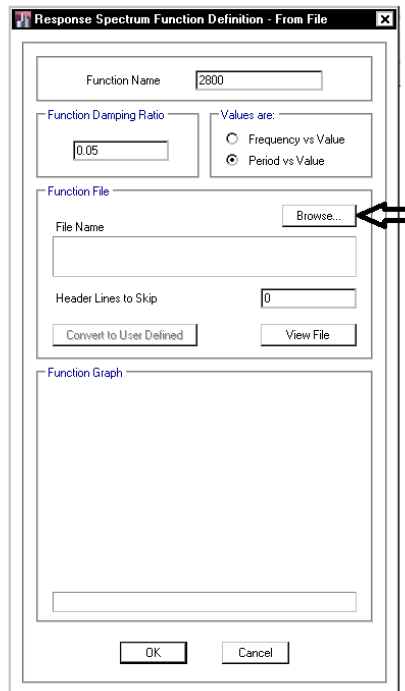 Response Spectrum Function Definition - From File
Function Name 2800
Function Damping Ratio
0.05
Values are:
Frequency vs Value
Period vs Value
Function File
Browse...
File Name
Header Lines to Skip 0
Convert to User Defined View File
Function Graph
OK Cancel